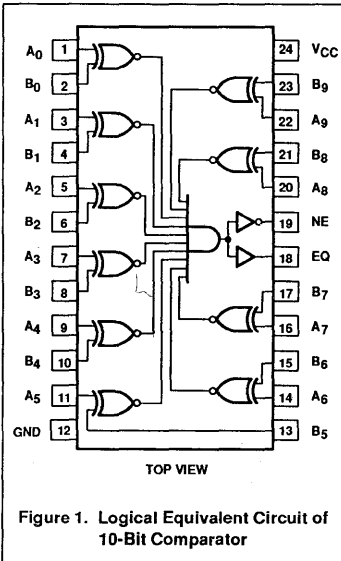 A0 1 24 VCC
B0 2 23 B9
A1 3 22 A9
B1 4 21 B8
A2 5 20 A8
B2 6 19 NE
A3 7 18 EQ
B3 8 17 B7
A4 9 16 A7
B4 10 15 B6
A5 11 14 A6
GND 12 13 B5
TOP VIEW
Figure 1. Logical Equivalent Circuit of
10-Bit Comparator